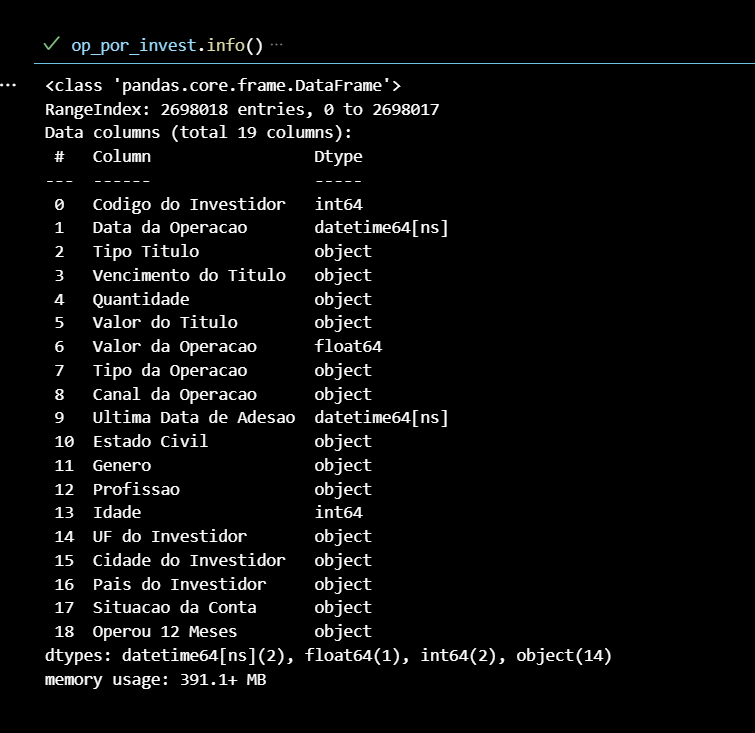 ✓ op_por_invest.info() ...
... <class 'pandas.core.frame.DataFrame'>
RangeIndex: 2698018 entries, 0 to 2698017
Data columns (total 19 columns):
 #   Column                 Dtype
---  ------                 -----
 0   Codigo do Investidor   int64
 1   Data da Operacao       datetime64[ns]
 2   Tipo Titulo            object
 3   Vencimento do Titulo   object
 4   Quantidade             object
 5   Valor do Titulo        object
 6   Valor da Operacao      float64
 7   Tipo da Operacao       object
 8   Canal da Operacao      object
 9   Ultima Data de Adesao  datetime64[ns]
 10  Estado Civil           object
 11  Genero                 object
 12  Profissao              object
 13  Idade                  int64
 14  UF do Investidor       object
 15  Cidade do Investidor   object
 16  Pais do Investidor     object
 17  Situacao da Conta      object
 18  Operou 12 Meses        object
dtypes: datetime64[ns](2), float64(1), int64(2), object(14)
memory usage: 391.1+ MB